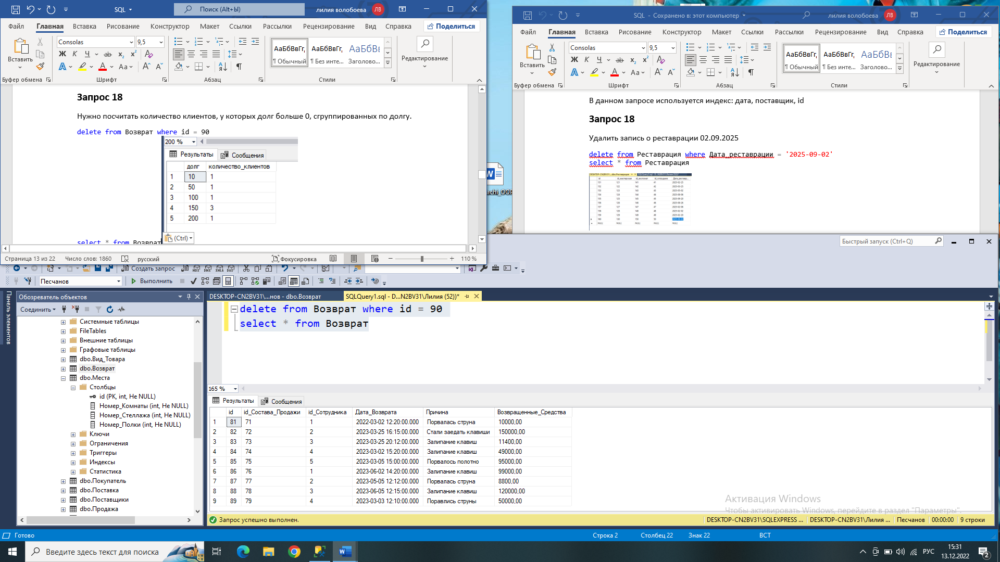 SQL
Поиск (Alt+Ы)
лилия волобоева
ЛВ
Файл Главная Вставка Рисование Конструктор Макет Ссылки Рассылки Рецензирование Вид Справка Поделиться
Consolas 9,5
Вставить
Ж К Ч ab x₂ x²
АаБбВвГг, АаБбВвГг, АаБбВв
¶ Обычный ¶ Без инте... Заголово...
Редактирование
Буфер обмена Шрифт Абзац Стили
Запрос 18
Нужно посчитать количество клиентов, у которых долг больше 0, сгруппированных по долгу.
delete from Возврат where id = 90
200 %
Результаты Сообщения
долг количество_клиентов
1 10 1
2 50 1
3 100 1
4 150 3
5 200 1
(Ctrl)
select * from Возврат
Страница 13 из 22 Число слов: 1860 русский Фокусировка 110 %
SQL - Сохранено в: этот компьютер
лилия волобоева
ЛВ
Файл Главная Вставка Рисование Конструктор Макет Ссылки Рассылки Рецензирование Вид Справка Поделиться
Consolas 9,5
Вставить
Ж К Ч ab x₂ x²
АаБбВвГг, АаБбВвГг, АаБбВв
¶ Обычный ¶ Без инте... Заголово...
Редактирование
Буфер обмена Шрифт Абзац Стили
В данном запросе используется индекс: дата, поставщик, id
Запрос 18
Удалить запись о реставрации 02.09.2025
delete from Реставрация where Дата_реставрации = '2025-09-02'
select * from Реставрация
Быстрый запуск (Ctrl+Q)
Создать запрос MDX DMX XMLA DAX
Песчанов Выполнить
Панель элементов
Обозреватель объектов
Соединить
Системные таблицы
FileTables
Внешние таблицы
Графовые таблицы
dbo.Вид_Товара
dbo.Возврат
dbo.Места
Столбцы
id (PK, int, Не NULL)
Номер_Комнаты (int, Не NULL)
Номер_Стеллажа (int, Не NULL)
Номер_Полки (int, Не NULL)
Ключи
Ограничения
Триггеры
Индексы
Статистика
dbo.Покупатель
dbo.Поставка
dbo.Поставщики
dbo.Продажа
DESKTOP-CN2BV31\...нов - dbo.Возврат SQLQuery1.sql - D...N2BV31\Лилия (52))*
delete from Возврат where id = 90
select * from Возврат
165 %
Результаты Сообщения
id id_Состава_Продажи id_Сотрудника Дата_Возврата Причина Возвращенные_Средства
1 81 71 1 2022-03-02 12:20:00.000 Порвалась струна 10000,00
2 82 72 2 2023-03-25 16:15:00.000 Стали заедать клавиши 150000,00
3 83 73 3 2023-03-25 20:12:00.000 Залипание клавиш 11400,00
4 84 74 4 2023-03-02 15:20:00.000 Залипание клавиш 49000,00
5 85 75 5 2023-03-05 15:00:00.000 Порвалось полотно 95000,00
6 86 76 1 2023-06-02 14:20:00.000 Залипание клавиш 99000,00
7 87 77 2 2023-05-05 12:12:00.000 Порвалась струна 8800,00
8 88 78 3 2023-06-05 12:15:00.000 Залипание клавиш 120000,00
9 89 79 4 2023-03-03 12:10:00.000 Поравлись струны 50000,00
Активация Windows
Чтобы активировать Windows, перейдите в раздел "Параметры".
Запрос успешно выполнен. DESKTOP-CN2BV31\SQLEXPRESS ... DESKTOP-CN2BV31\Лилия ... Песчанов 00:00:00 9 строки
Готово Строка 2 Столбец 22 Знак 22 ВСТ
Введите здесь текст для поиска
РУС
15:31
13.12.2022
2